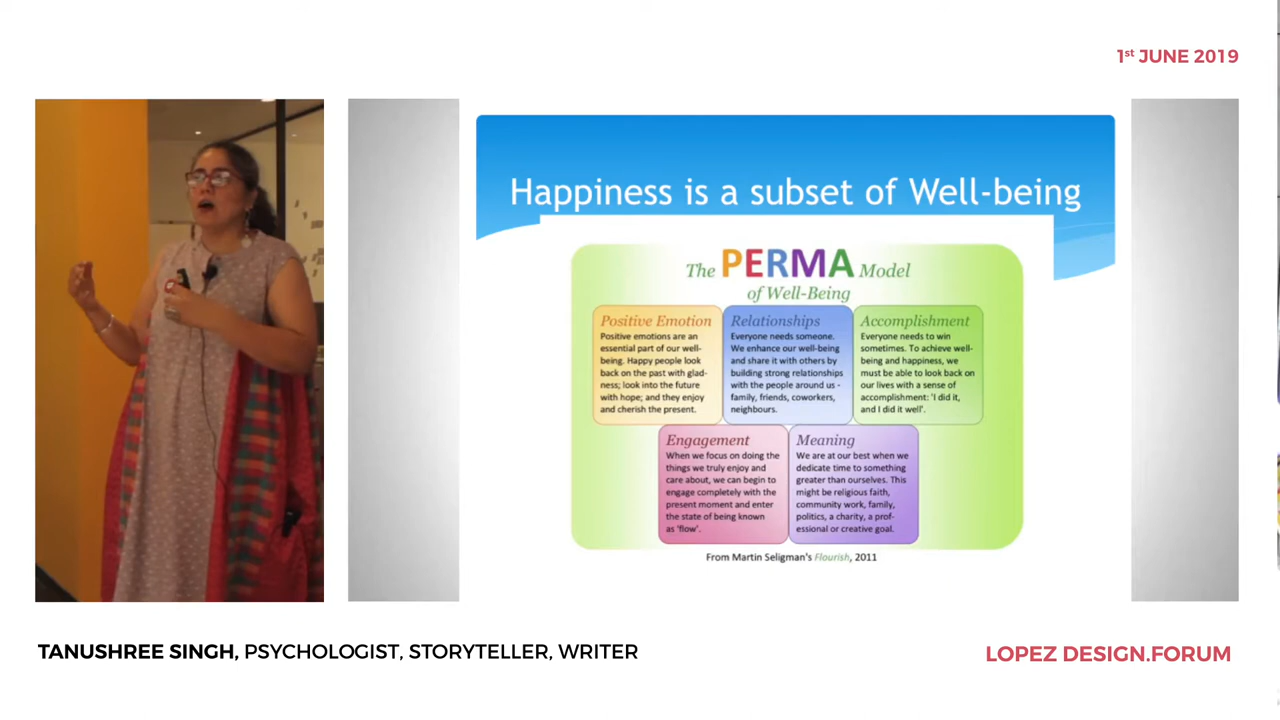 1st JUNE 2019
Happiness is a subset of Well-being
The PERMA Model
of Well-Being
Positive Emotion
Positive emotions are an
essential part of our well-
being. Happy people look
back on the past with glad-
ness; look into the future
with hope; and they enjoy
and cherish the present.
Relationships
Everyone needs someone.
We enhance our well-being
and share it with others by
building strong relationships
with the people around us -
family, friends, coworkers,
neighbours.
Accomplishment
Everyone needs to win
sometimes. To achieve well-
being and happiness, we
must be able to look back on
our lives with a sense of
accomplishment: 'I did it,
and I did it well'.
Engagement
When we focus on doing the
things we truly enjoy and
care about, we can begin to
engage completely with the
present moment and enter
the state of being known
as 'flow'.
Meaning
We are at our best when we
dedicate time to something
greater than ourselves. This
might be religious faith,
community work, family,
politics, a charity, a prof-
essional or creative goal.
From Martin Seligman's Flourish, 2011
TANUSHREE SINGH, PSYCHOLOGIST, STORYTELLER, WRITER
LOPEZ DESIGN.FORUM